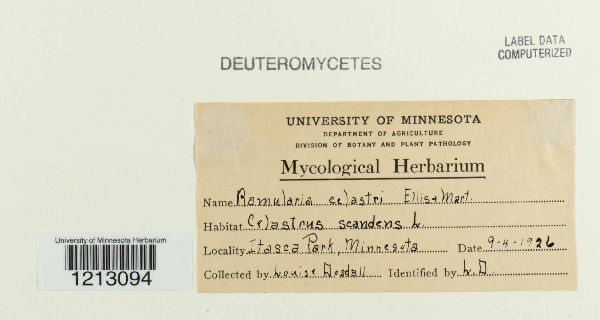 LABEL DATA
COMPUTERIZED
DEUTEROMYCETES
UNIVERSITY OF MINNESOTA
DEPARTMENT OF AGRICULTURE
DIVISION OF BOTANY AND PLANT PATHOLOGY
Mycological Herbarium
Name Ramularia celastri Ellis & Mart.
Habitat Celastrus scandens L.
Locality Itasca Park, Minnesota Date 9-4-1926
Collected by Louise Dosdall Identified by L.D.
University of Minnesota Herbarium
1213094